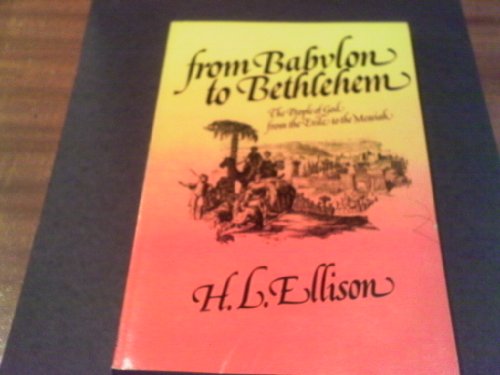 from Babylon
to Bethlehem
The People of God
from the Exile to the Messiah
H. L. Ellison